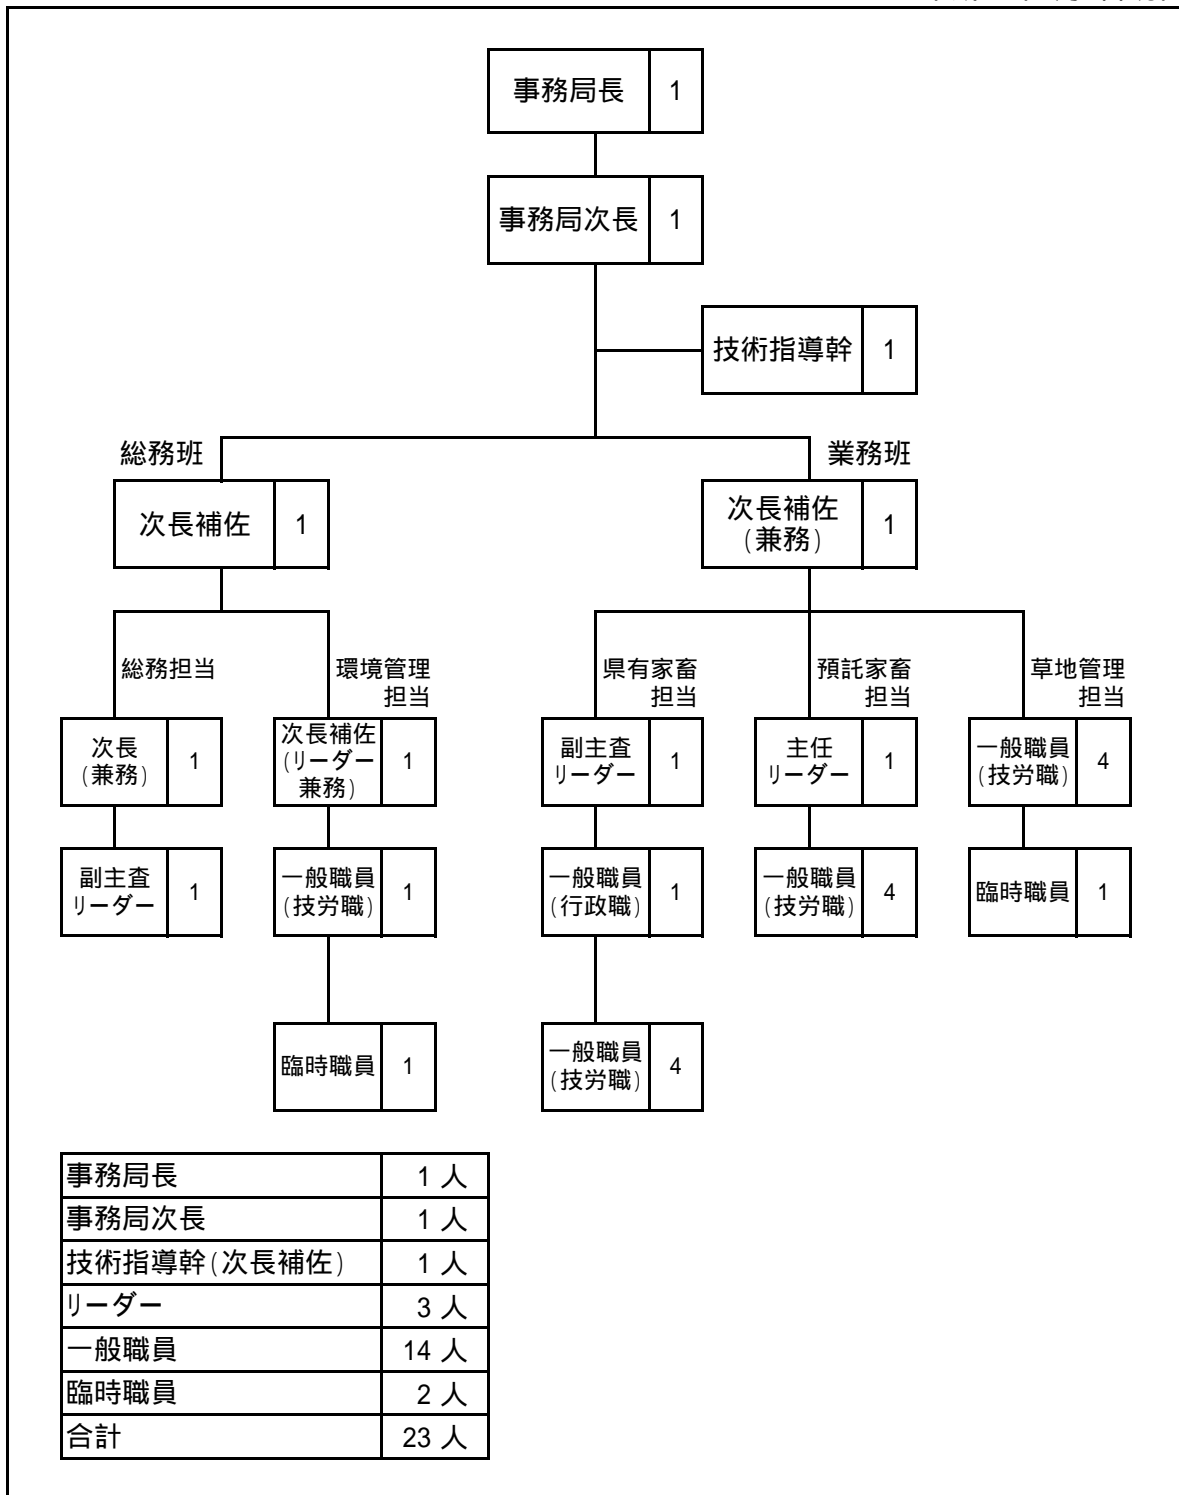 事務局長 1
事務局次長 1
技術指導幹 1
総務班
業務班
次長補佐 1
次長補佐
(兼務) 1
総務担当
環境管理
担当
県有家畜
担当
預託家畜
担当
草地管理
担当
次長
(兼務) 1
次長補佐
(リーダー
兼務) 1
副主査
リーダー 1
主任
リーダー 1
一般職員
(技労職) 4
副主査
リーダー 1
一般職員
(技労職) 1
一般職員
(行政職) 1
一般職員
(技労職) 4
臨時職員 1
臨時職員 1
一般職員
(技労職) 4
事務局長 1 人
事務局次長 1 人
技術指導幹(次長補佐) 1 人
リーダー 3 人
一般職員 14 人
臨時職員 2 人
合計 23 人